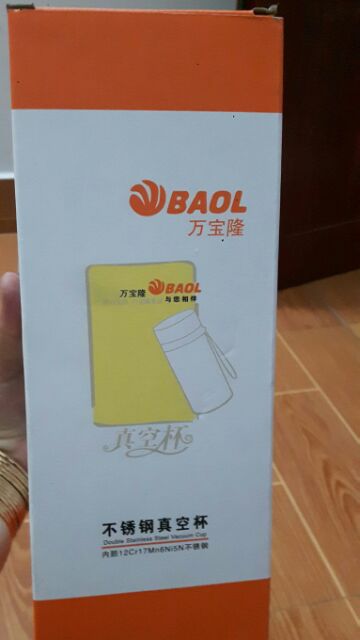 BAOL
万宝隆
万宝隆 BAOL
与您相伴
真空杯
不锈钢真空杯
Double Stainless Steel Vacuum Cup
内胆12Cr17Mn6Ni5N不锈钢